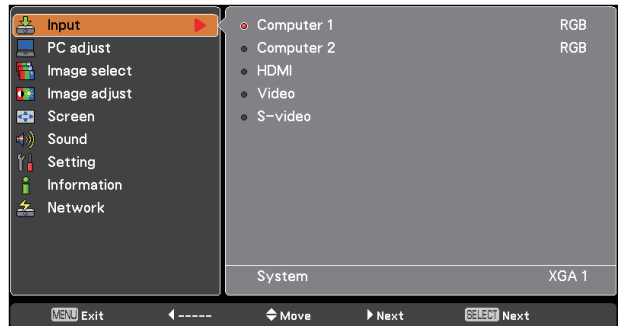 Input
PC adjust
Image select
Image adjust
Screen
Sound
Setting
Information
Network
Computer 1 RGB
Computer 2 RGB
HDMI
Video
S-video
System XGA 1
MENU Exit ----- Move Next SELECT Next